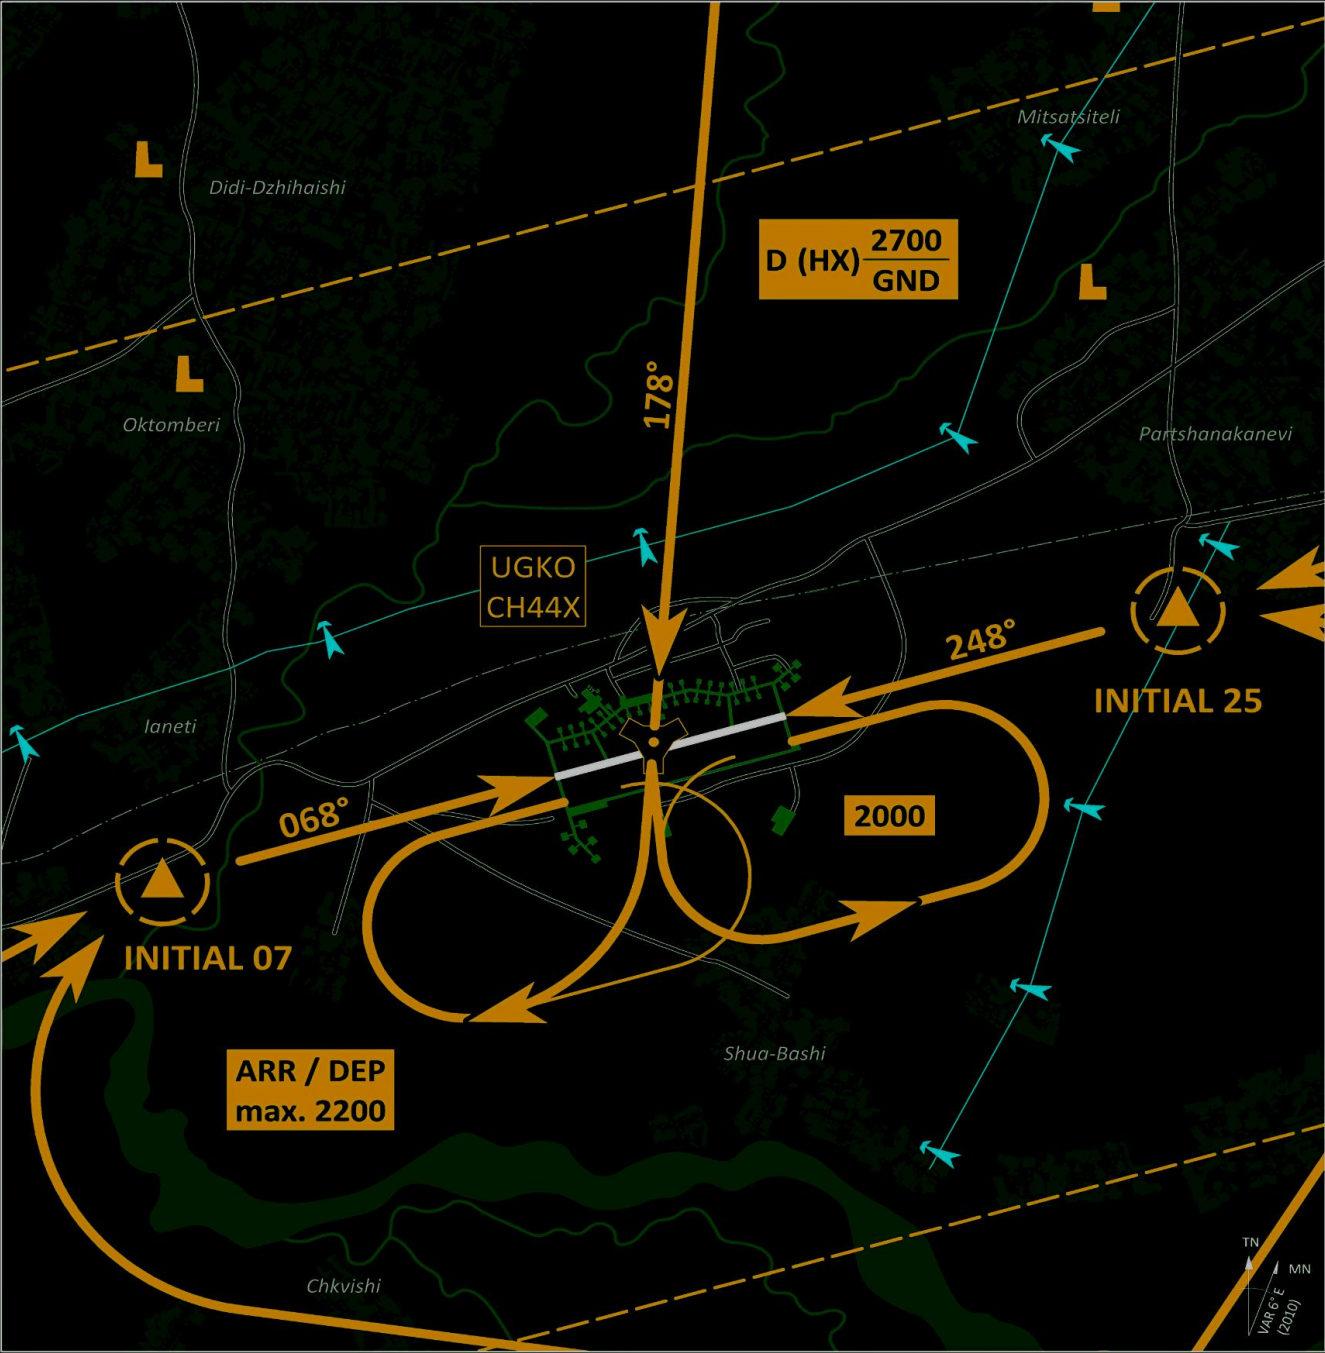 Mitsatsiteli
Didi-Dzhihaishi
D (HX) 2700
GND
178°
Oktomberi
Partshanakanevi
UGKO
CH44X
248°
INITIAL 25
Ianeti
068°
2000
INITIAL 07
Shua-Bashi
ARR / DEP
max. 2200
TN
MN
Chkvishi
VAR 6° E
(2010)